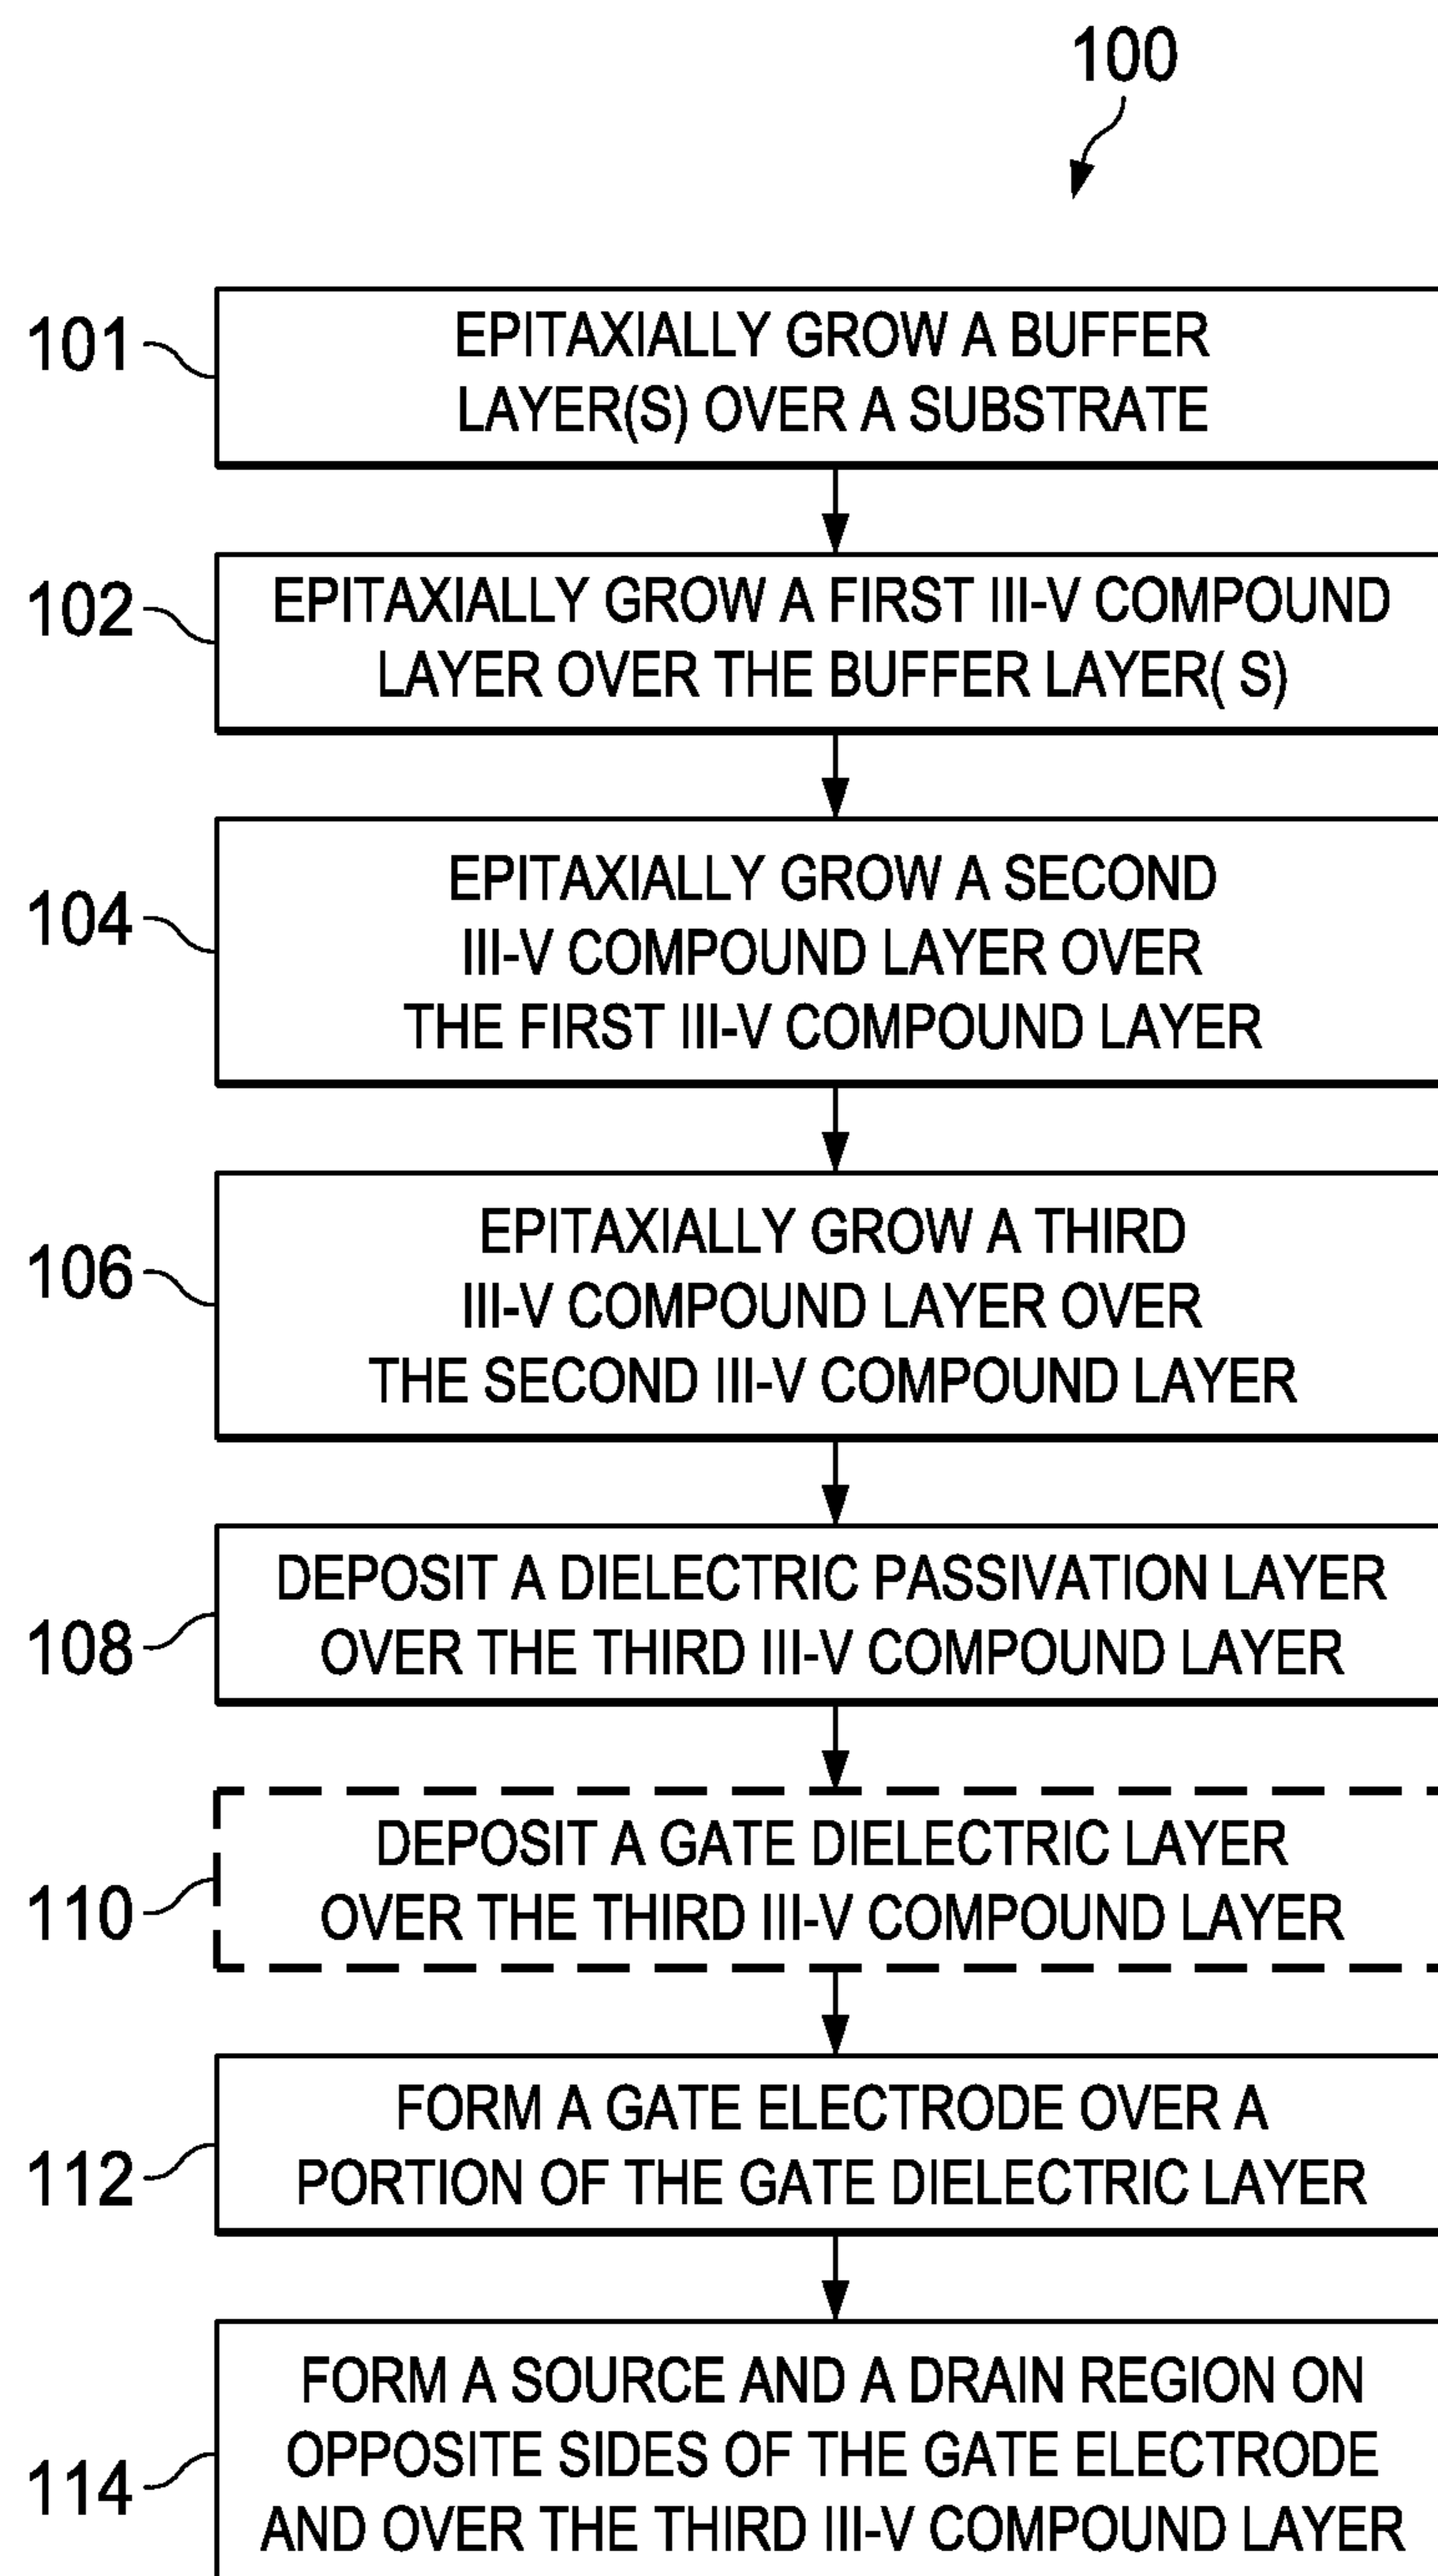 100
101
EPITAXIALLY GROW A BUFFER
LAYER(S) OVER A SUBSTRATE
102
EPITAXIALLY GROW A FIRST III-V COMPOUND
LAYER OVER THE BUFFER LAYER( S)
104
EPITAXIALLY GROW A SECOND
III-V COMPOUND LAYER OVER
THE FIRST III-V COMPOUND LAYER
106
EPITAXIALLY GROW A THIRD
III-V COMPOUND LAYER OVER
THE SECOND III-V COMPOUND LAYER
108
DEPOSIT A DIELECTRIC PASSIVATION LAYER
OVER THE THIRD III-V COMPOUND LAYER
110
DEPOSIT A GATE DIELECTRIC LAYER
OVER THE THIRD III-V COMPOUND LAYER
112
FORM A GATE ELECTRODE OVER A
PORTION OF THE GATE DIELECTRIC LAYER
114
FORM A SOURCE AND A DRAIN REGION ON
OPPOSITE SIDES OF THE GATE ELECTRODE
AND OVER THE THIRD III-V COMPOUND LAYER